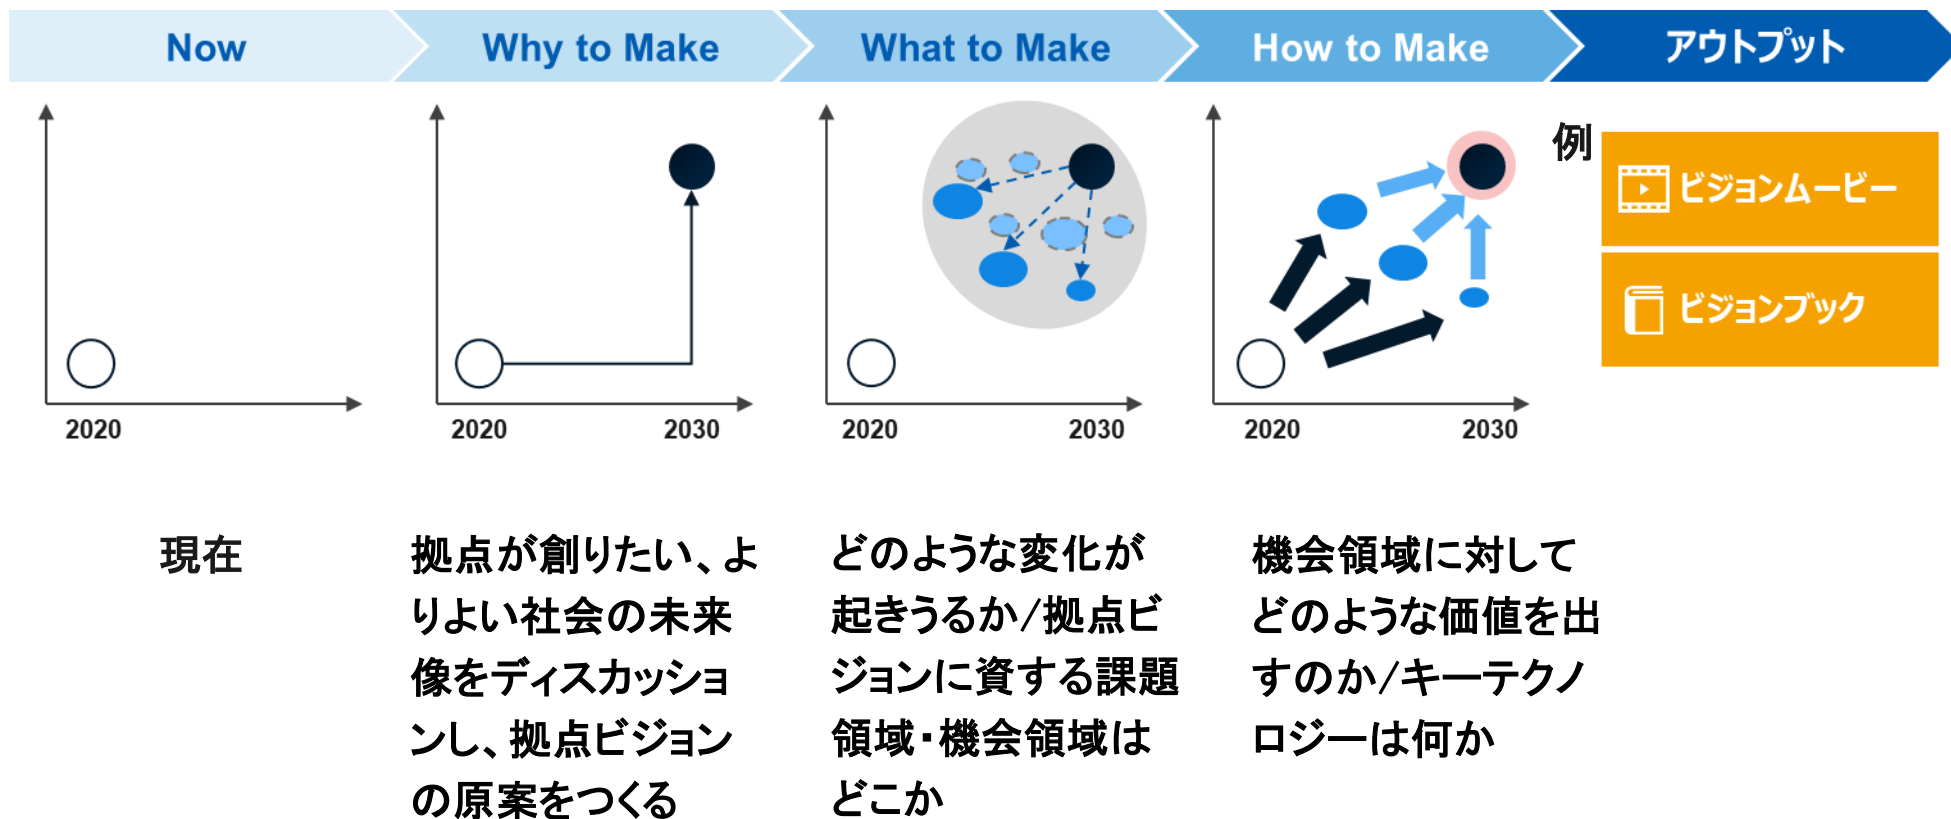 Now
Why to Make
What to Make
How to Make
アウトプット
2020
2020 2030
2020 2030
2020 2030
例
ビジョンムービー
ビジョンブック
現在
拠点が創りたい、よ
りよい社会の未来
像をディスカッショ
ンし、拠点ビジョン
の原案をつくる
どのような変化が
起きうるか/拠点ビ
ジョンに資する課題
領域・機会領域は
どこか
機会領域に対して
どのような価値を出
すのか/キーテクノ
ロジーは何か